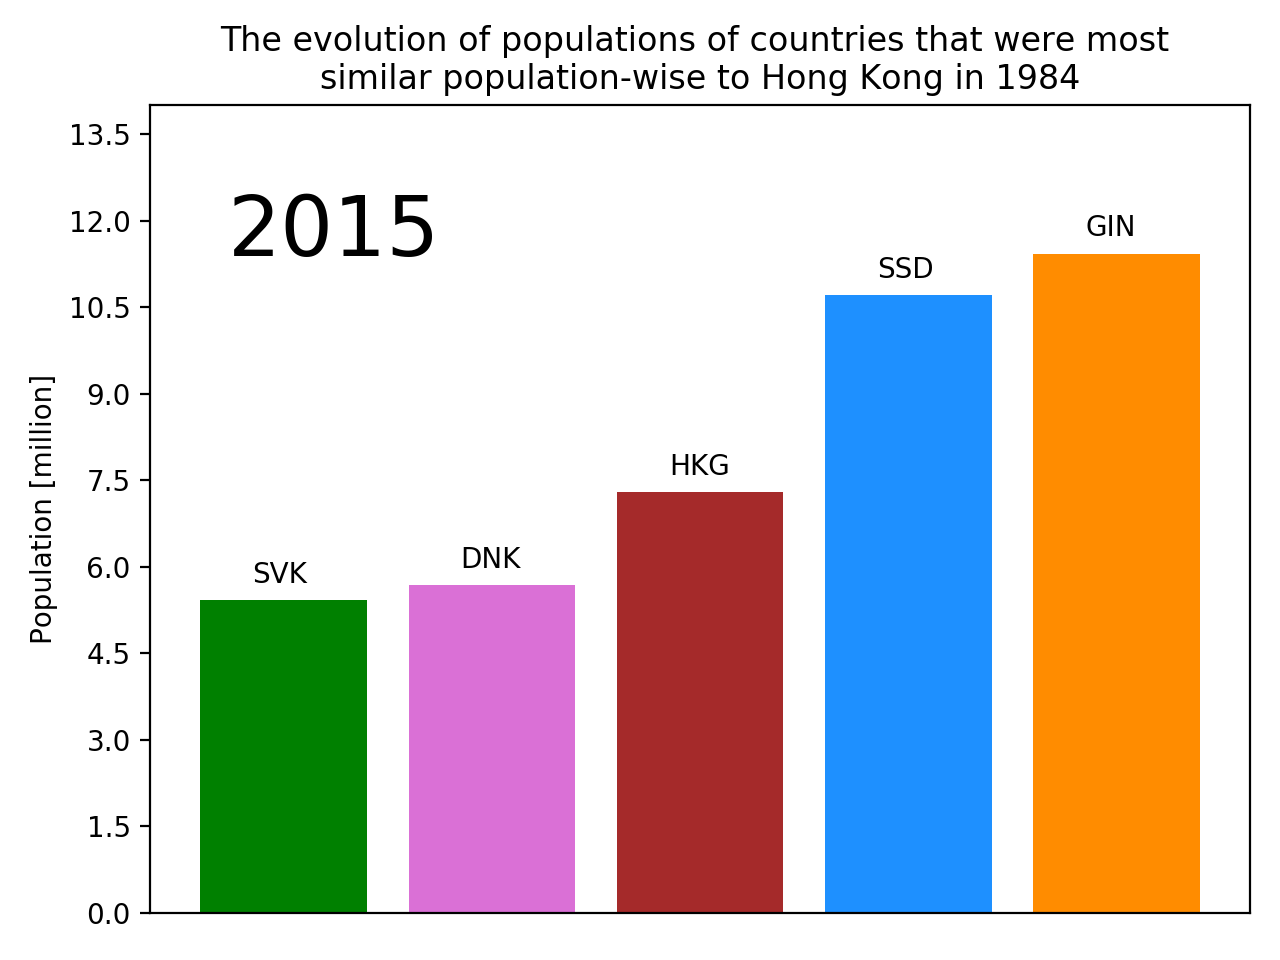 The evolution of populations of countries that were most
similar population-wise to Hong Kong in 1984
13.5
12.0
10.5
9.0
7.5
6.0
4.5
3.0
1.5
0.0
Population [million]
2015
SVK
DNK
HKG
SSD
GIN